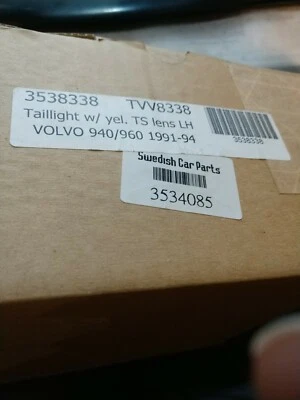 3538338 TVV8338
Taillight w/ yel. TS lens LH
VOLVO 940/960 1991-94
3538338
Swedish Car Parts
3534085